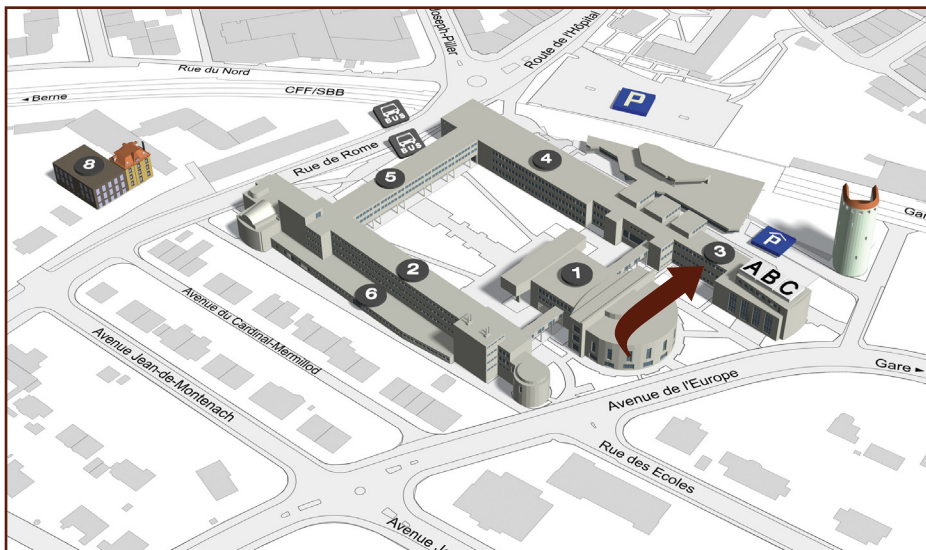 Joseph-Piller
Route de l'Hôpital
Rue du Nord
CFF/SBB
◄ Berne
P
BUS
BUS
Rue de Rome
8
4
5
Gare
P
3
ABC
2
1
6
Avenue du Cardinal-Mermillod
Avenue Jean-de-Montenach
Avenue de l'Europe
Gare ►
Rue des Ecoles